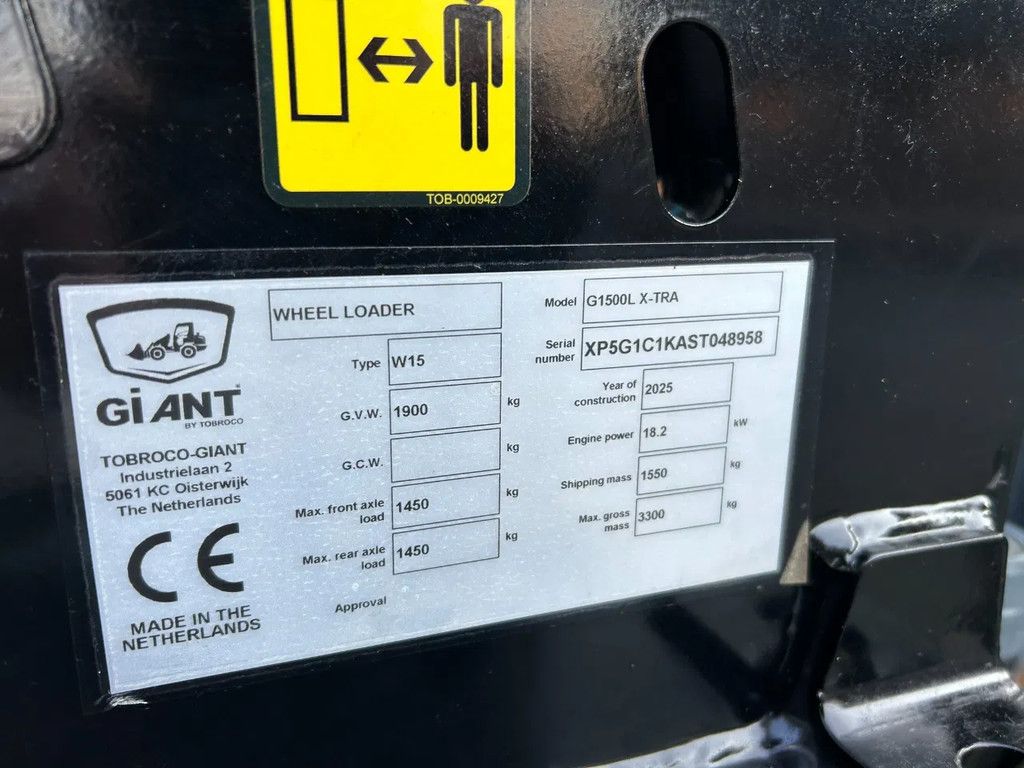 TOB-0009427
GiANT
BY TOBROCO
TOBROCO-GIANT
Industrielaan 2
5061 KC Oisterwijk
The Netherlands
CE
MADE IN THE
NETHERLANDS
WHEEL LOADER
Type W15
G.V.W. 1900 kg
G.C.W. kg
Max. front axle
load 1450 kg
Max. rear axle
load 1450 kg
Approval
Model G1500L X-TRA
Serial
number XP5G1C1KAST048958
Year of
construction 2025
Engine power 18.2 kW
Shipping mass 1550 kg
Max. gross
mass 3300 kg